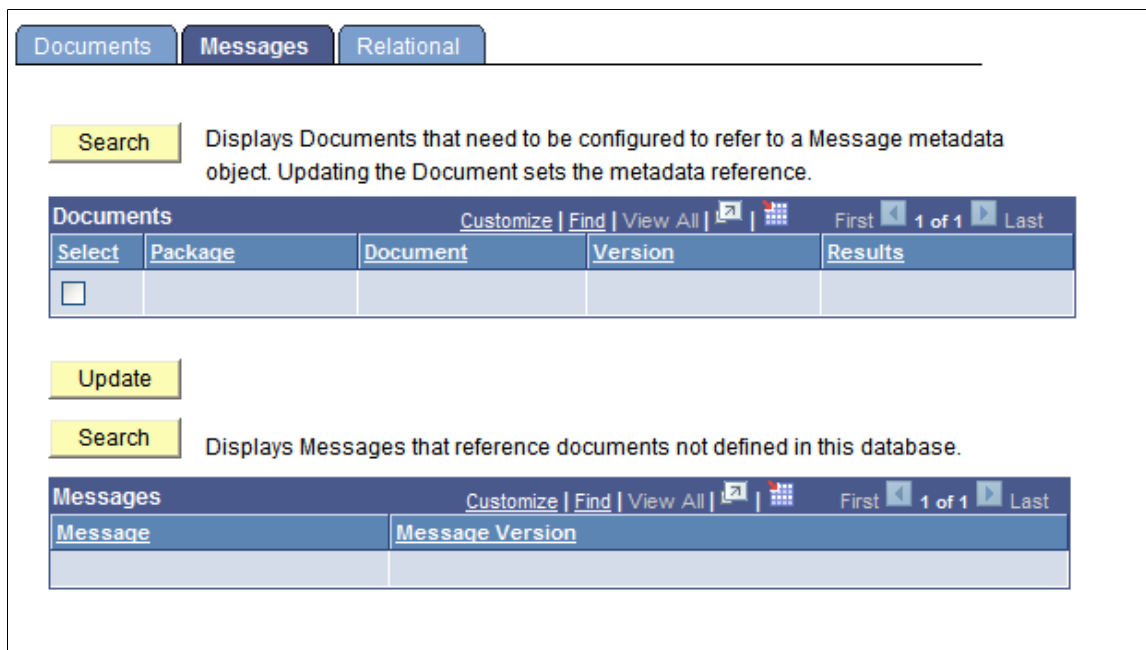 Documents Messages Relational
Search Displays Documents that need to be configured to refer to a Message metadata
object. Updating the Document sets the metadata reference.
Documents Customize | Find | View All | | First 1 of 1 Last
Select Package Document Version Results
Update
Search Displays Messages that reference documents not defined in this database.
Messages Customize | Find | View All | | First 1 of 1 Last
Message Message Version